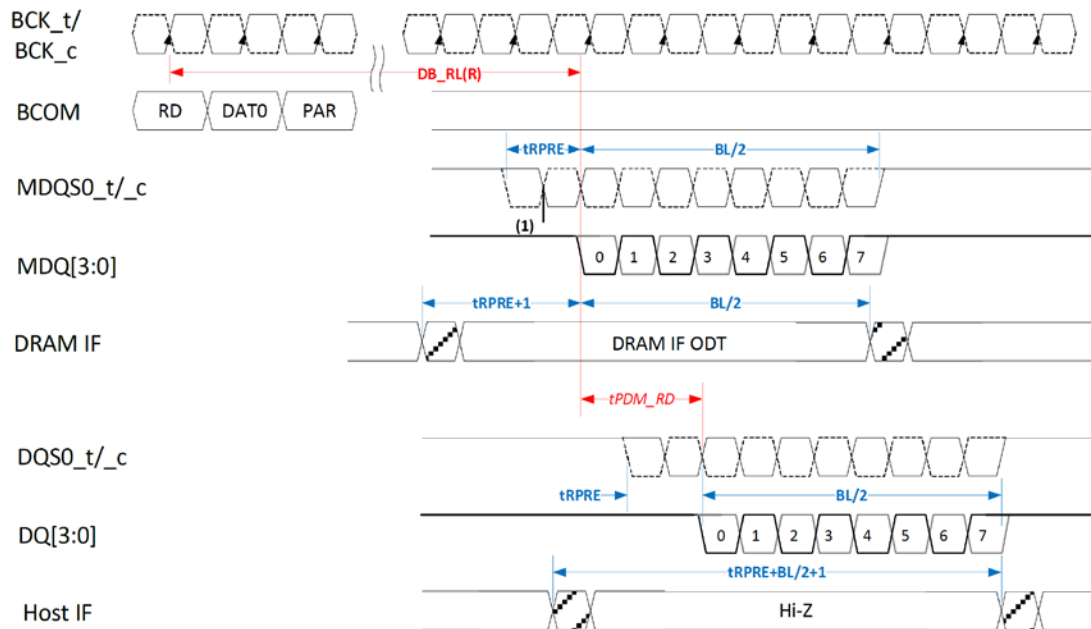 BCK_t/
BCK_c
DB_RL(R)
BCOM
RD DAT0 PAR
tRPRE BL/2
MDQS0_t/_c
(1)
MDQ[3:0]
0 1 2 3 4 5 6 7
tRPRE+1 BL/2
DRAM IF
DRAM IF ODT
tPDM_RD
DQS0_t/_c
tRPRE BL/2
DQ[3:0]
0 1 2 3 4 5 6 7
tRPRE+BL/2+1
Host IF
Hi-Z